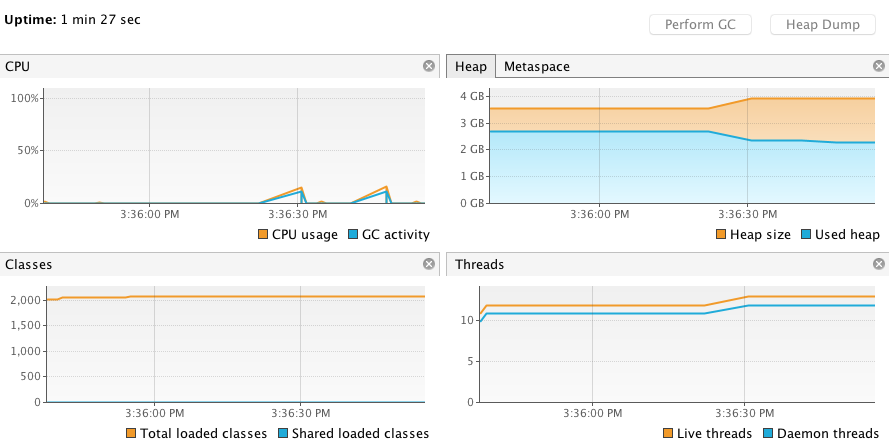 Uptime: 1 min 27 sec
Perform GC Heap Dump
CPU
100%
50%
0%
3:36:00 PM 3:36:30 PM
CPU usage GC activity
Heap Metaspace
4 GB
3 GB
2 GB
1 GB
0 GB
3:36:00 PM 3:36:30 PM
Heap size Used heap
Classes
2,000
1,500
1,000
500
0
3:36:00 PM 3:36:30 PM
Total loaded classes Shared loaded classes
Threads
10
5
0
3:36:00 PM 3:36:30 PM
Live threads Daemon threads